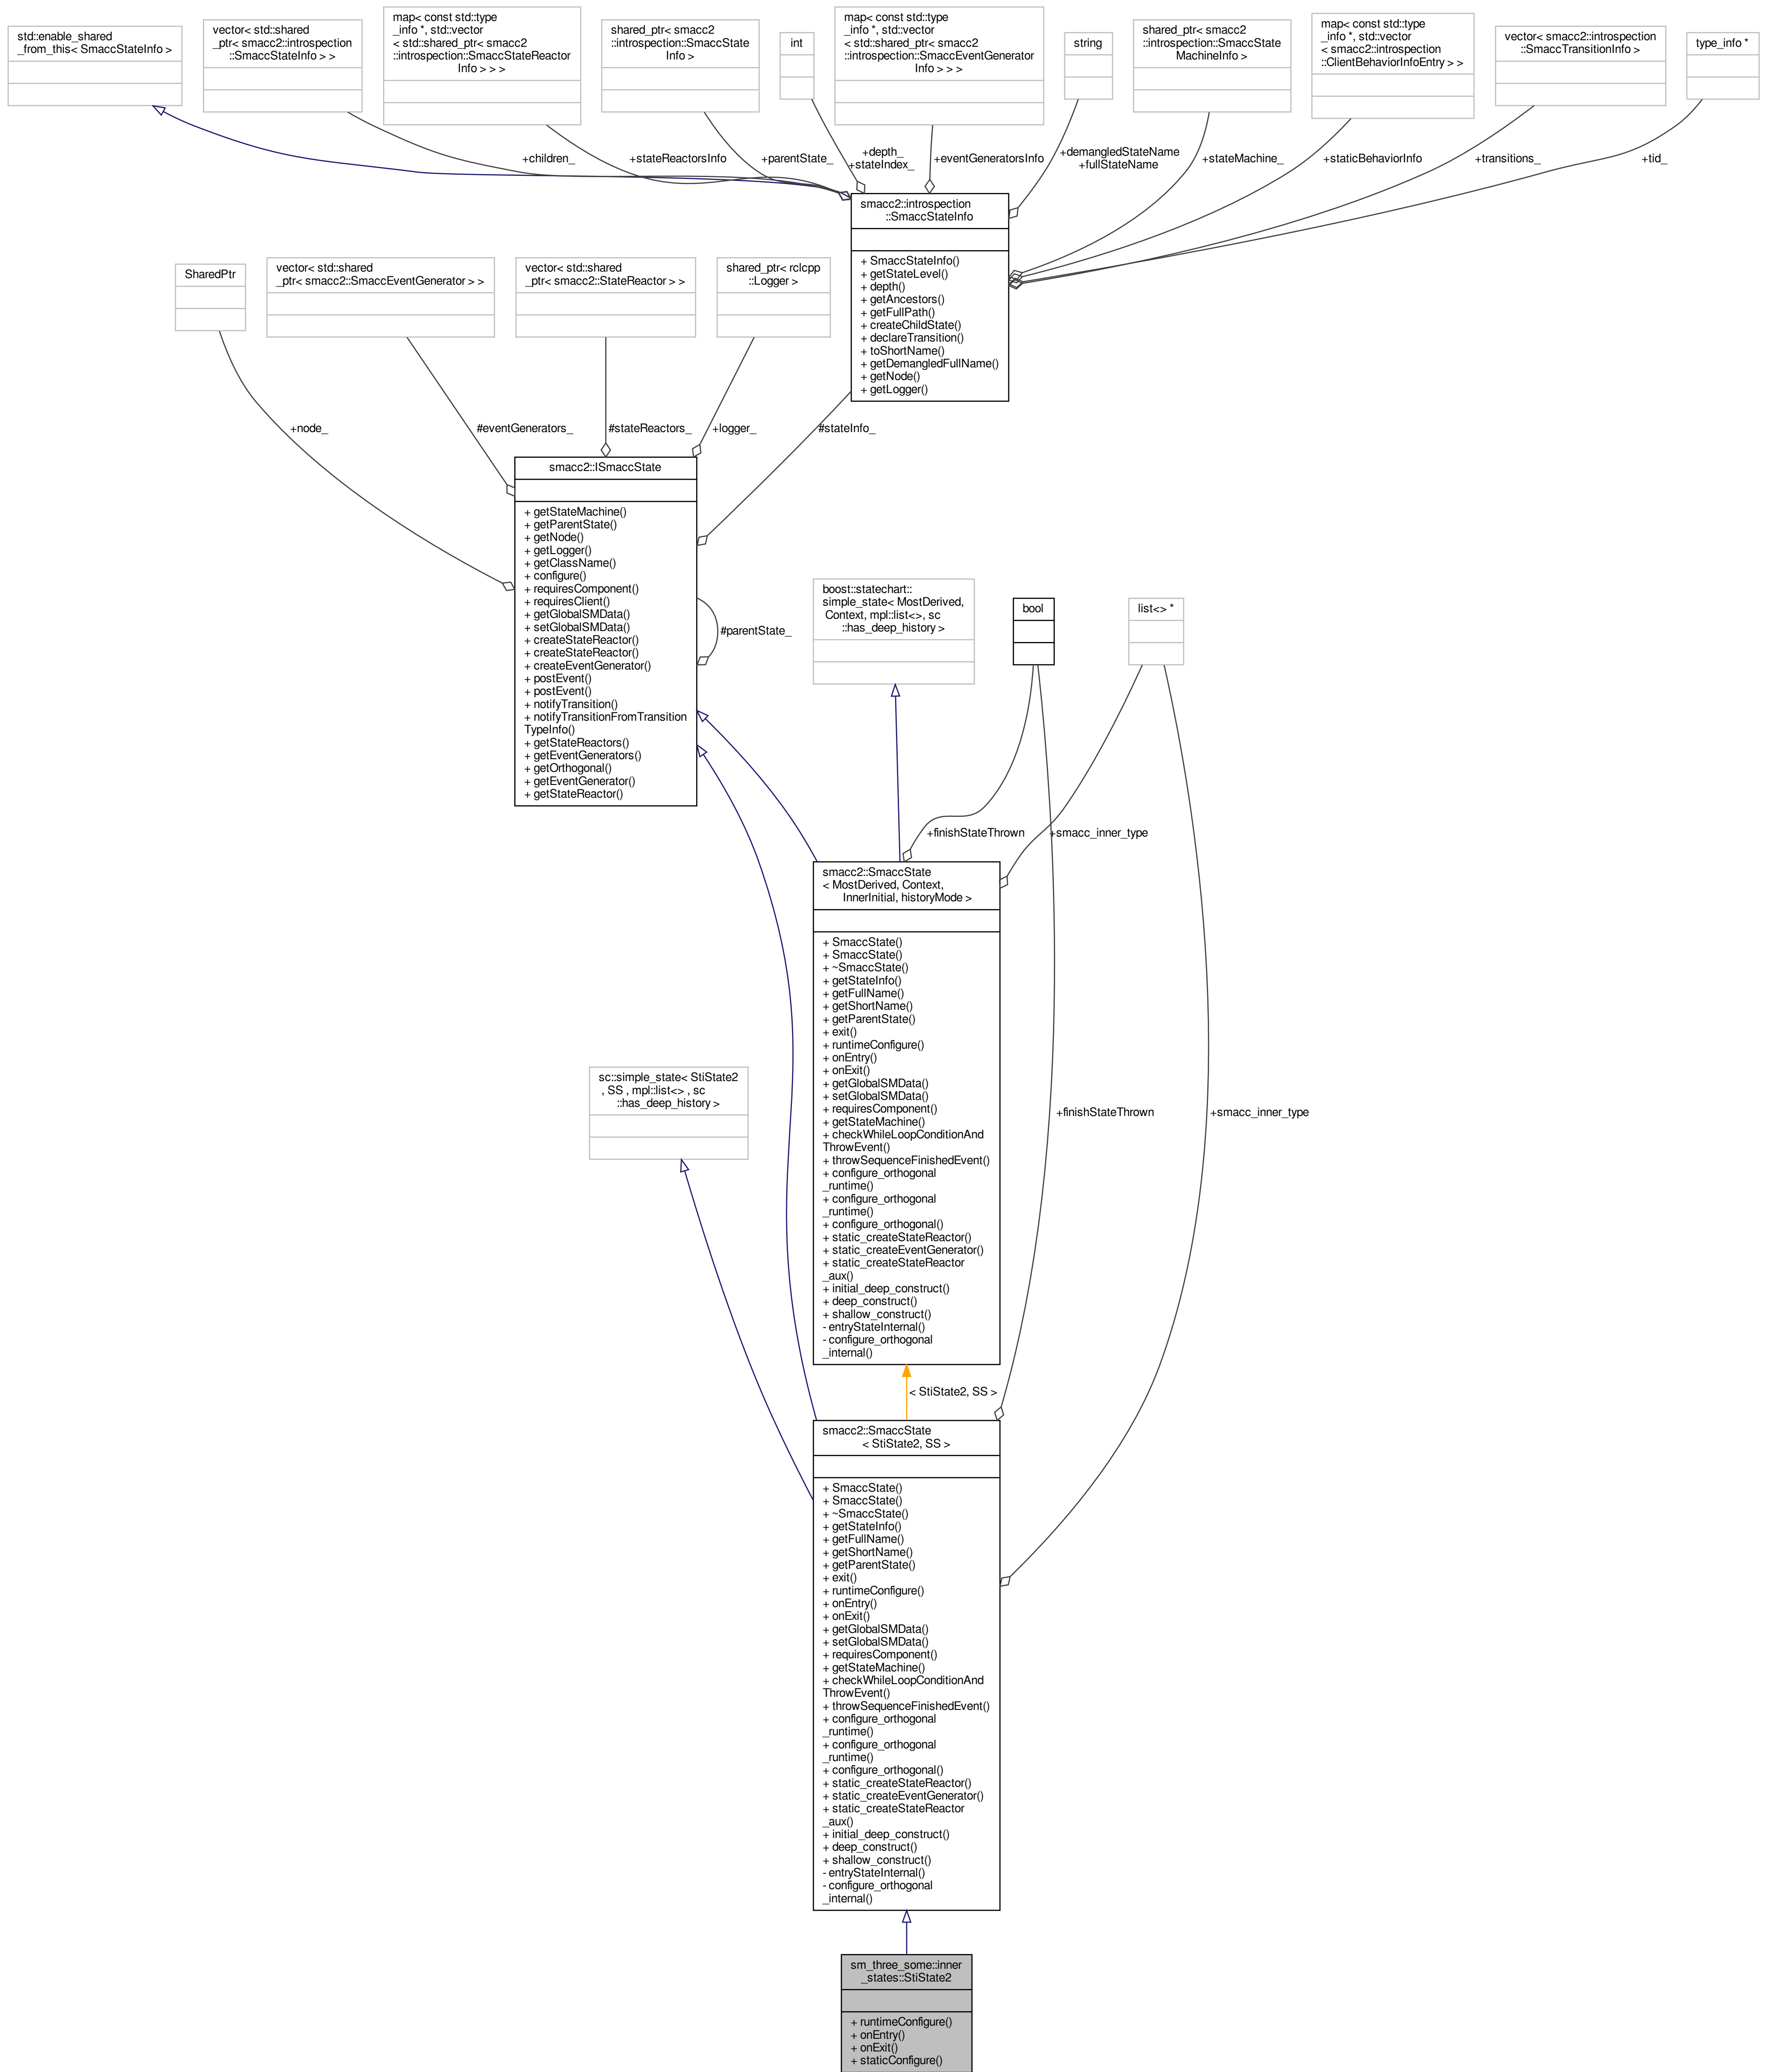 std::enable_shared
_from_this< SmaccStateInfo >
vector< std::shared
_ptr< smacc2::introspection
::SmaccStateInfo > >
map< const std::type
_info *, std::vector
< std::shared_ptr< smacc2
::introspection::SmaccStateReactor
Info > > >
shared_ptr< smacc2
::introspection::SmaccState
Info >
int
map< const std::type
_info *, std::vector
< std::shared_ptr< smacc2
::introspection::SmaccEventGenerator
Info > > >
string
shared_ptr< smacc2
::introspection::SmaccState
MachineInfo >
map< const std::type
_info *, std::vector
< smacc2::introspection
::ClientBehaviorInfoEntry > >
vector< smacc2::introspection
::SmaccTransitionInfo >
type_info *
+children_
+stateReactorsInfo
+parentState_
+depth_
+stateIndex_
+eventGeneratorsInfo
+demangledStateName
+fullStateName
+stateMachine_
+staticBehaviorInfo
+transitions_
+tid_
smacc2::introspection
::SmaccStateInfo
+ SmaccStateInfo()
+ getStateLevel()
+ depth()
+ getAncestors()
+ getFullPath()
+ createChildState()
+ declareTransition()
+ toShortName()
+ getDemangledFullName()
+ getNode()
+ getLogger()
SharedPtr
vector< std::shared
_ptr< smacc2::SmaccEventGenerator > >
vector< std::shared
_ptr< smacc2::StateReactor > >
shared_ptr< rclcpp
::Logger >
+node_
#eventGenerators_
#stateReactors_
+logger_
#stateInfo_
smacc2::ISmaccState
+ getStateMachine()
+ getParentState()
+ getNode()
+ getLogger()
+ getClassName()
+ configure()
+ requiresComponent()
+ requiresClient()
+ getGlobalSMData()
+ setGlobalSMData()
+ createStateReactor()
+ createStateReactor()
+ createEventGenerator()
+ postEvent()
+ postEvent()
+ notifyTransition()
+ notifyTransitionFromTransition
TypeInfo()
+ getStateReactors()
+ getEventGenerators()
+ getOrthogonal()
+ getEventGenerator()
+ getStateReactor()
#parentState_
boost::statechart::
simple_state< MostDerived,
Context, mpl::list<>, sc
::has_deep_history >
bool
list<> *
+finishStateThrown
+smacc_inner_type
smacc2::SmaccState
< MostDerived, Context,
InnerInitial, historyMode >
+ SmaccState()
+ SmaccState()
+ ~SmaccState()
+ getStateInfo()
+ getFullName()
+ getShortName()
+ getParentState()
+ exit()
+ runtimeConfigure()
+ onEntry()
+ onExit()
+ getGlobalSMData()
+ setGlobalSMData()
+ requiresComponent()
+ getStateMachine()
+ checkWhileLoopConditionAnd
ThrowEvent()
+ throwSequenceFinishedEvent()
+ configure_orthogonal
_runtime()
+ configure_orthogonal
_runtime()
+ configure_orthogonal()
+ static_createStateReactor()
+ static_createEventGenerator()
+ static_createStateReactor
_aux()
+ initial_deep_construct()
+ deep_construct()
+ shallow_construct()
- entryStateInternal()
- configure_orthogonal
_internal()
sc::simple_state< StiState2
, SS , mpl::list<> , sc
::has_deep_history >
+finishStateThrown
+smacc_inner_type
< StiState2, SS >
smacc2::SmaccState
< StiState2, SS >
+ SmaccState()
+ SmaccState()
+ ~SmaccState()
+ getStateInfo()
+ getFullName()
+ getShortName()
+ getParentState()
+ exit()
+ runtimeConfigure()
+ onEntry()
+ onExit()
+ getGlobalSMData()
+ setGlobalSMData()
+ requiresComponent()
+ getStateMachine()
+ checkWhileLoopConditionAnd
ThrowEvent()
+ throwSequenceFinishedEvent()
+ configure_orthogonal
_runtime()
+ configure_orthogonal
_runtime()
+ configure_orthogonal()
+ static_createStateReactor()
+ static_createEventGenerator()
+ static_createStateReactor
_aux()
+ initial_deep_construct()
+ deep_construct()
+ shallow_construct()
- entryStateInternal()
- configure_orthogonal
_internal()
sm_three_some::inner
_states::StiState2
+ runtimeConfigure()
+ onEntry()
+ onExit()
+ staticConfigure()